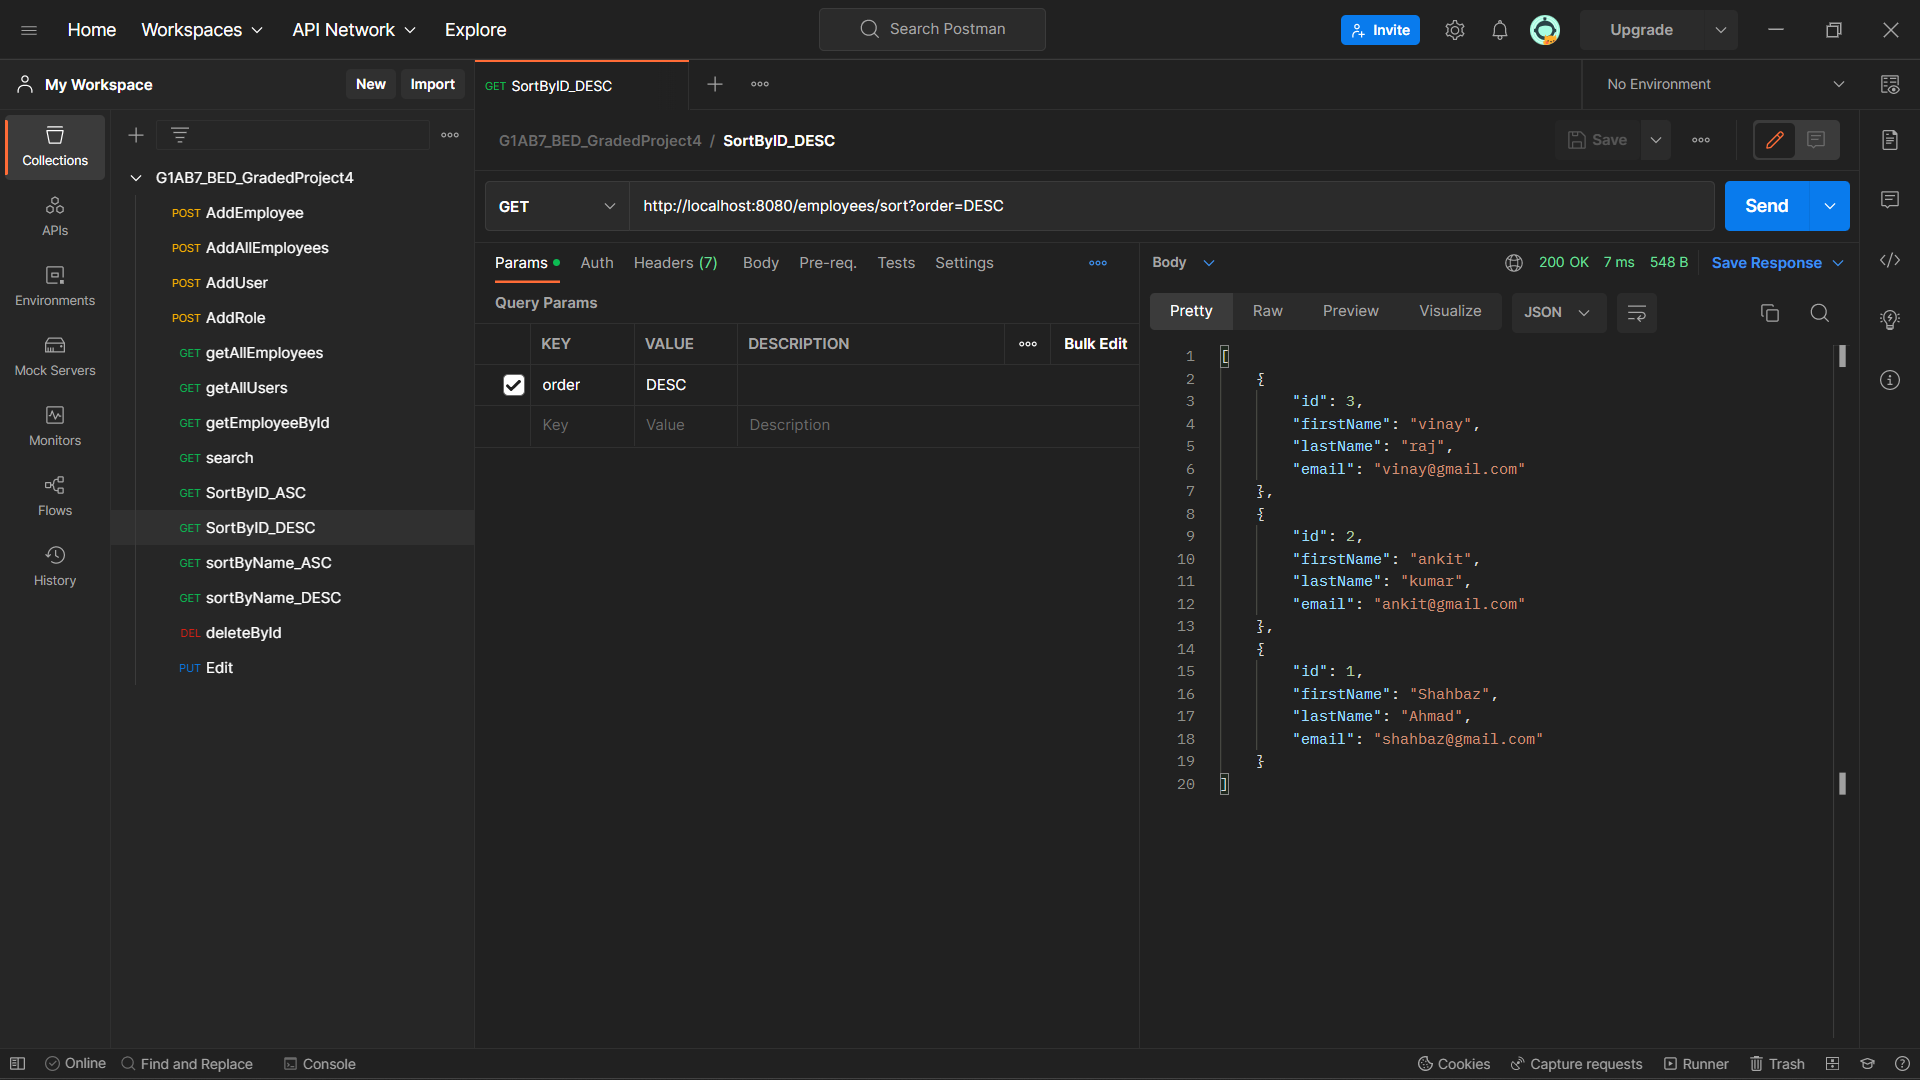 Home Workspaces API Network Explore Search Postman Invite Upgrade
My Workspace New Import GET SortByID_DESC No Environment
G1AB7_BED_GradedProject4 / SortByID_DESC Save
Collections
APIs
Environments
Mock Servers
Monitors
Flows
History
G1AB7_BED_GradedProject4
POST AddEmployee
POST AddAllEmployees
POST AddUser
POST AddRole
GET getAllEmployees
GET getAllUsers
GET getEmployeeById
GET search
GET SortByID_ASC
GET SortByID_DESC
GET sortByName_ASC
GET sortByName_DESC
DEL deleteById
PUT Edit
GET http://localhost:8080/employees/sort?order=DESC Send
Params Auth Headers (7) Body Pre-req. Tests Settings
Query Params
KEY VALUE DESCRIPTION Bulk Edit
order DESC
Key Value Description
Body 200 OK 7 ms 548 B Save Response
Pretty Raw Preview Visualize JSON
1 [
2 {
3 "id": 3,
4 "firstName": "vinay",
5 "lastName": "raj",
6 "email": "vinay@gmail.com"
7 },
8 {
9 "id": 2,
10 "firstName": "ankit",
11 "lastName": "kumar",
12 "email": "ankit@gmail.com"
13 },
14 {
15 "id": 1,
16 "firstName": "Shahbaz",
17 "lastName": "Ahmad",
18 "email": "shahbaz@gmail.com"
19 }
20 ]
Online Find and Replace Console Cookies Capture requests Runner Trash